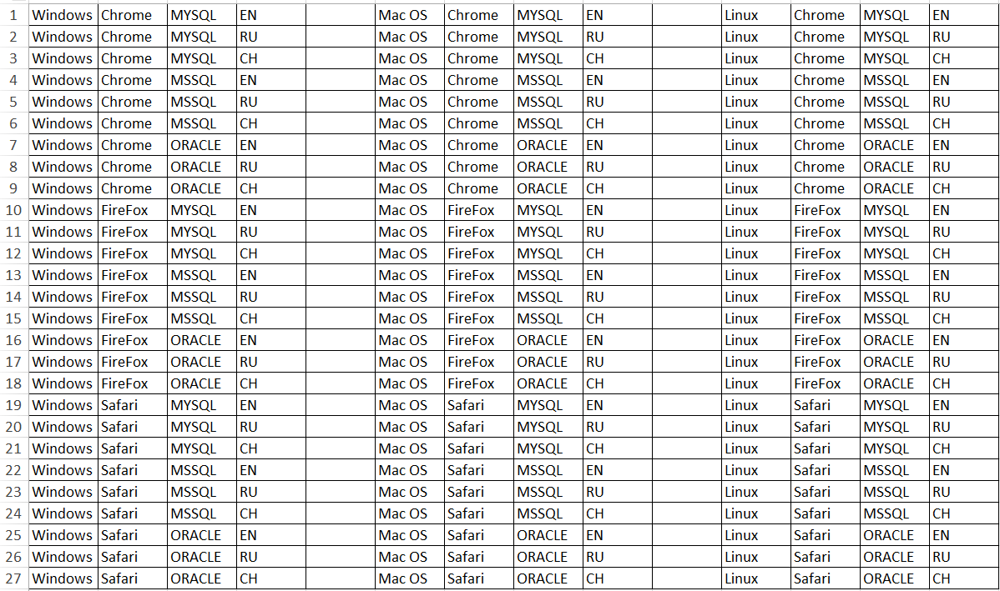 1 Windows Chrome MYSQL EN Mac OS Chrome MYSQL EN Linux Chrome MYSQL EN
2 Windows Chrome MYSQL RU Mac OS Chrome MYSQL RU Linux Chrome MYSQL RU
3 Windows Chrome MYSQL CH Mac OS Chrome MYSQL CH Linux Chrome MYSQL CH
4 Windows Chrome MSSQL EN Mac OS Chrome MSSQL EN Linux Chrome MSSQL EN
5 Windows Chrome MSSQL RU Mac OS Chrome MSSQL RU Linux Chrome MSSQL RU
6 Windows Chrome MSSQL CH Mac OS Chrome MSSQL CH Linux Chrome MSSQL CH
7 Windows Chrome ORACLE EN Mac OS Chrome ORACLE EN Linux Chrome ORACLE EN
8 Windows Chrome ORACLE RU Mac OS Chrome ORACLE RU Linux Chrome ORACLE RU
9 Windows Chrome ORACLE CH Mac OS Chrome ORACLE CH Linux Chrome ORACLE CH
10 Windows FireFox MYSQL EN Mac OS FireFox MYSQL EN Linux FireFox MYSQL EN
11 Windows FireFox MYSQL RU Mac OS FireFox MYSQL RU Linux FireFox MYSQL RU
12 Windows FireFox MYSQL CH Mac OS FireFox MYSQL CH Linux FireFox MYSQL CH
13 Windows FireFox MSSQL EN Mac OS FireFox MSSQL EN Linux FireFox MSSQL EN
14 Windows FireFox MSSQL RU Mac OS FireFox MSSQL RU Linux FireFox MSSQL RU
15 Windows FireFox MSSQL CH Mac OS FireFox MSSQL CH Linux FireFox MSSQL CH
16 Windows FireFox ORACLE EN Mac OS FireFox ORACLE EN Linux FireFox ORACLE EN
17 Windows FireFox ORACLE RU Mac OS FireFox ORACLE RU Linux FireFox ORACLE RU
18 Windows FireFox ORACLE CH Mac OS FireFox ORACLE CH Linux FireFox ORACLE CH
19 Windows Safari MYSQL EN Mac OS Safari MYSQL EN Linux Safari MYSQL EN
20 Windows Safari MYSQL RU Mac OS Safari MYSQL RU Linux Safari MYSQL RU
21 Windows Safari MYSQL CH Mac OS Safari MYSQL CH Linux Safari MYSQL CH
22 Windows Safari MSSQL EN Mac OS Safari MSSQL EN Linux Safari MSSQL EN
23 Windows Safari MSSQL RU Mac OS Safari MSSQL RU Linux Safari MSSQL RU
24 Windows Safari MSSQL CH Mac OS Safari MSSQL CH Linux Safari MSSQL CH
25 Windows Safari ORACLE EN Mac OS Safari ORACLE EN Linux Safari ORACLE EN
26 Windows Safari ORACLE RU Mac OS Safari ORACLE RU Linux Safari ORACLE RU
27 Windows Safari ORACLE CH Mac OS Safari ORACLE CH Linux Safari ORACLE CH